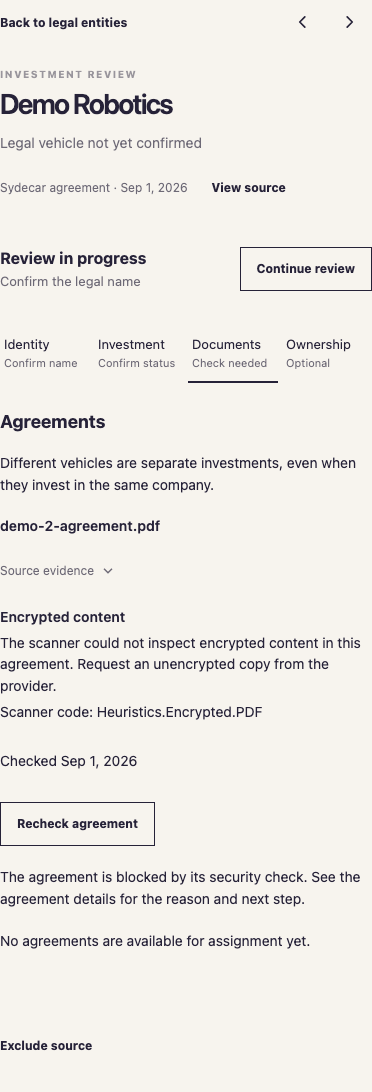 Back to legal entities
INVESTMENT REVIEW
Demo Robotics
Legal vehicle not yet confirmed
Sydecar agreement · Sep 1, 2026 View source
Review in progress
Confirm the legal name
Continue review
Identity
Confirm name
Investment
Confirm status
Documents
Check needed
Ownership
Optional
Agreements
Different vehicles are separate investments, even when
they invest in the same company.
demo-2-agreement.pdf
Source evidence
Encrypted content
The scanner could not inspect encrypted content in this
agreement. Request an unencrypted copy from the
provider.
Scanner code: Heuristics.Encrypted.PDF
Checked Sep 1, 2026
Recheck agreement
The agreement is blocked by its security check. See the
agreement details for the reason and next step.
No agreements are available for assignment yet.
Exclude source